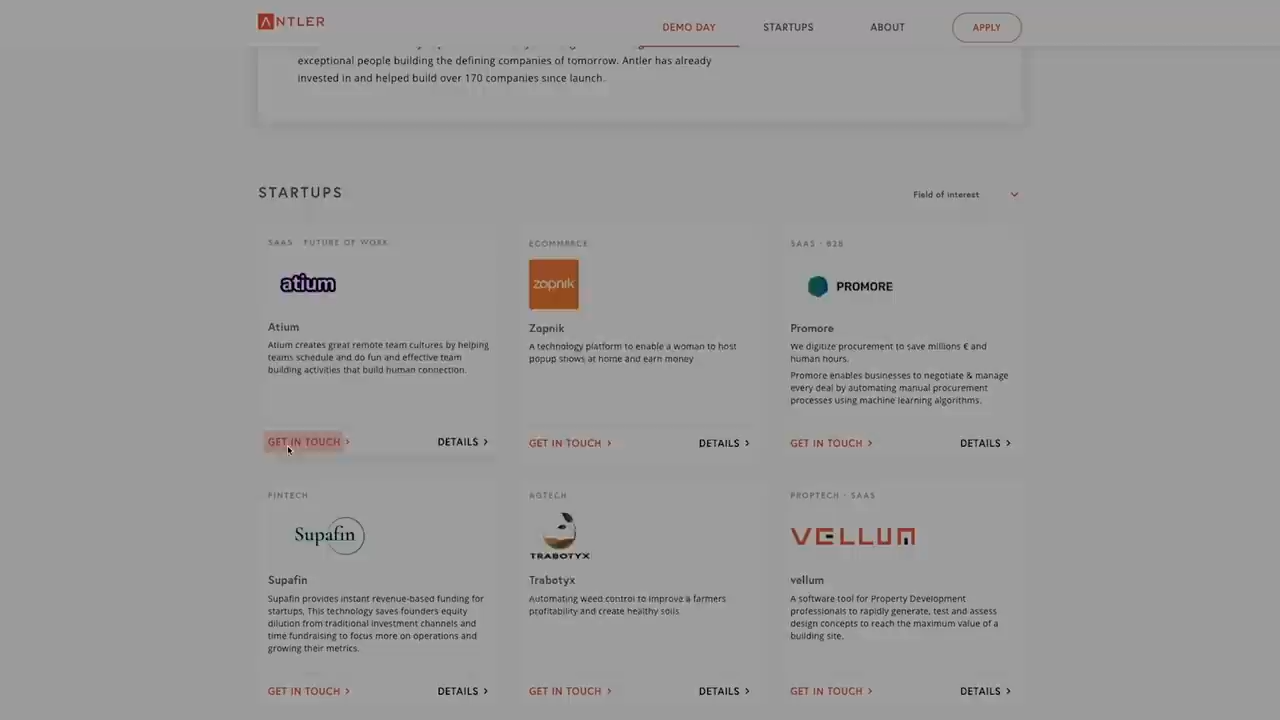 ANTLER
DEMO DAY
STARTUPS
ABOUT
APPLY
exceptional people building the defining companies of tomorrow. Antler has already
invested in and helped build over 170 companies since launch.
STARTUPS
Field of interest
SAAS · FUTURE OF WORK
atium
Atium
Atium creates great remote team cultures by helping
teams schedule and do fun and effective team
building activities that build human connection.
GET IN TOUCH >
DETAILS >
ECOMMERCE
zopnik
Zopnik
A technology platform to enable a woman to host
popup shows at home and earn money
GET IN TOUCH >
DETAILS >
SAAS · B2B
PROMORE
Promore
We digitize procurement to save millions € and
human hours.
Promore enables businesses to negotiate & manage
every deal by automating manual procurement
processes using machine learning algorithms.
GET IN TOUCH >
DETAILS >
FINTECH
Supafin
Supafin
Supafin provides instant revenue-based funding for
startups. This technology saves founders equity
dilution from traditional investment channels and
time fundraising to focus more on operations and
growing their metrics.
GET IN TOUCH >
DETAILS >
AGTECH
TRABOTYX
Trabotyx
Automating weed control to improve a farmers
profitability and create healthy soils
GET IN TOUCH >
DETAILS >
PROPTECH · SAAS
VELLUM
vellum
A software tool for Property Development
professionals to rapidly generate, test and assess
design concepts to reach the maximum value of a
building site.
GET IN TOUCH >
DETAILS >